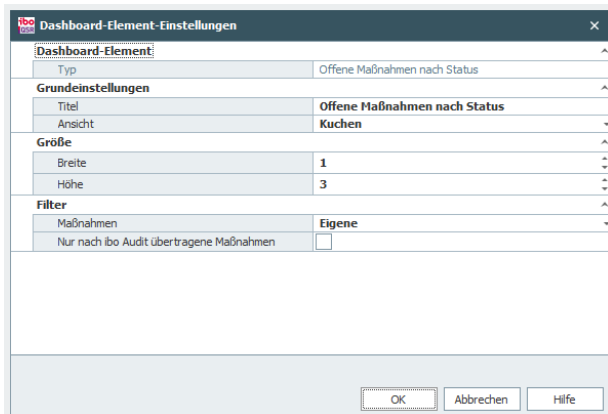 ibo
QSR
Dashboard-Element-Einstellungen
Dashboard-Element
Typ Offene Maßnahmen nach Status
Grundeinstellungen
Titel Offene Maßnahmen nach Status
Ansicht Kuchen
Größe
Breite 1
Höhe 3
Filter
Maßnahmen Eigene
Nur nach ibo Audit übertragene Maßnahmen
OK Abbrechen Hilfe